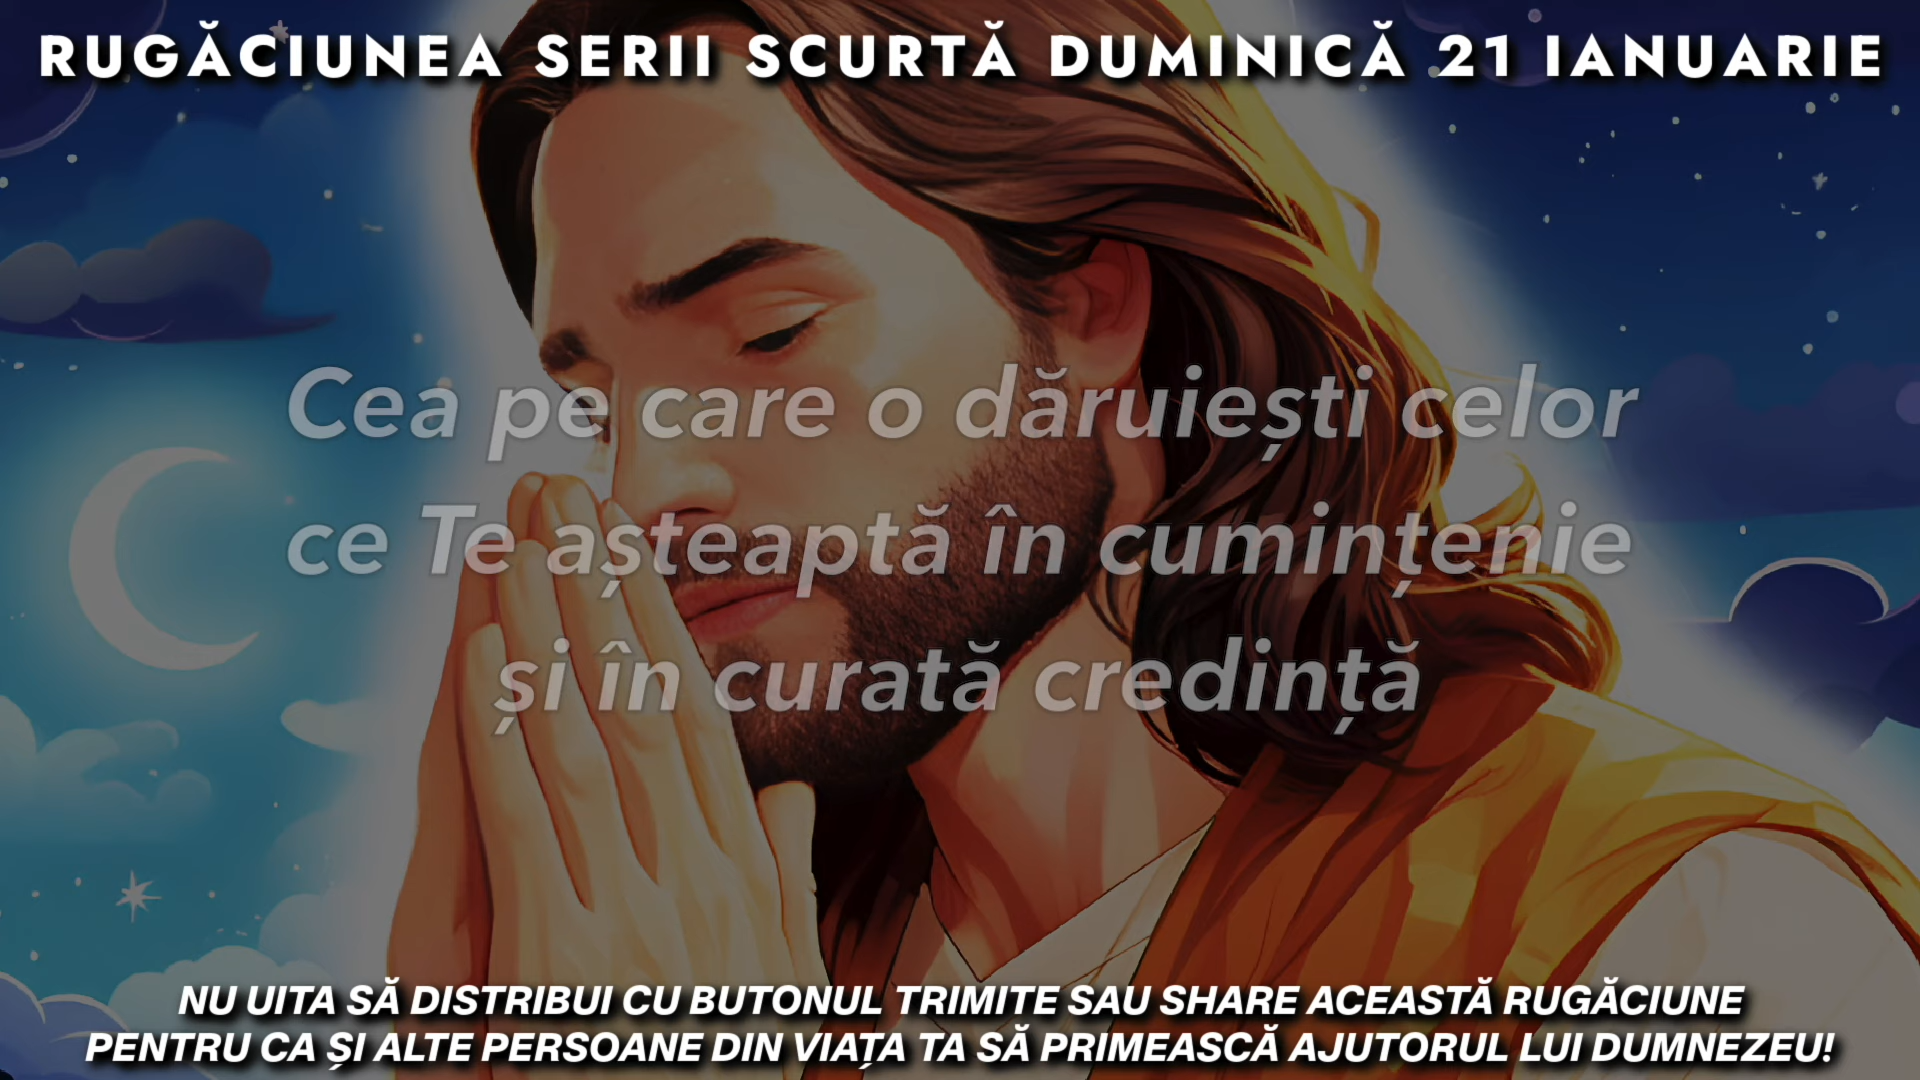 RUGĂCIUNEA SERII SCURTĂ DUMINICĂ 21 IANUARIE
Cea pe care o dăruiești celor
ce Te așteaptă în cumințenie
și în curată credință
NU UITA SĂ DISTRIBUI CU BUTONUL TRIMITE SAU SHARE ACEASTĂ RUGĂCIUNE
PENTRU CA ȘI ALTE PERSOANE DIN VIAȚA TA SĂ PRIMEASCĂ AJUTORUL LUI DUMNEZEU!